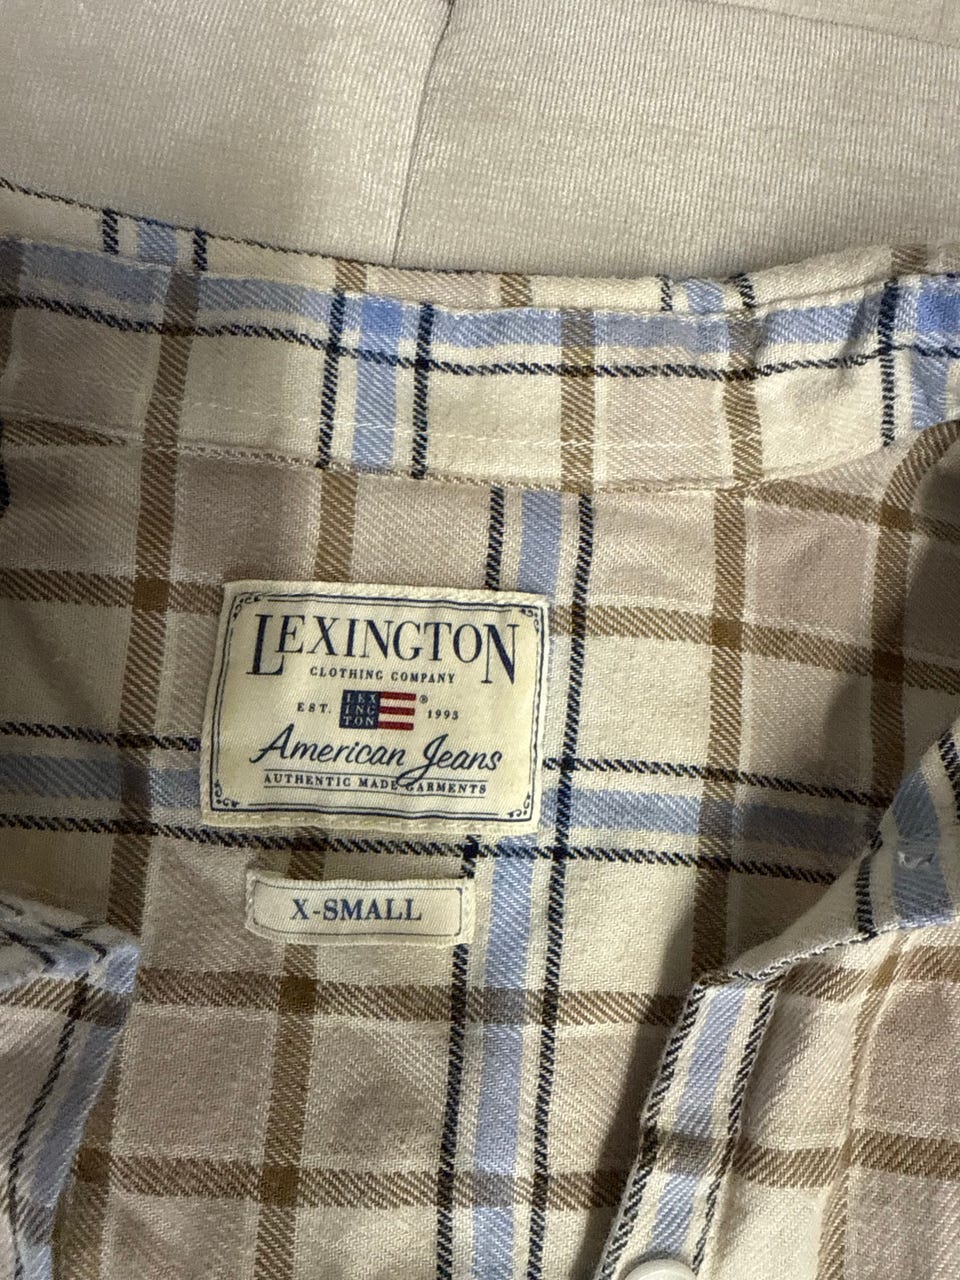 LEXINGTON
CLOTHING COMPANY
EST. LEX ING TON ® 1993
American Jeans
AUTHENTIC MADE GARMENTS
X-SMALL